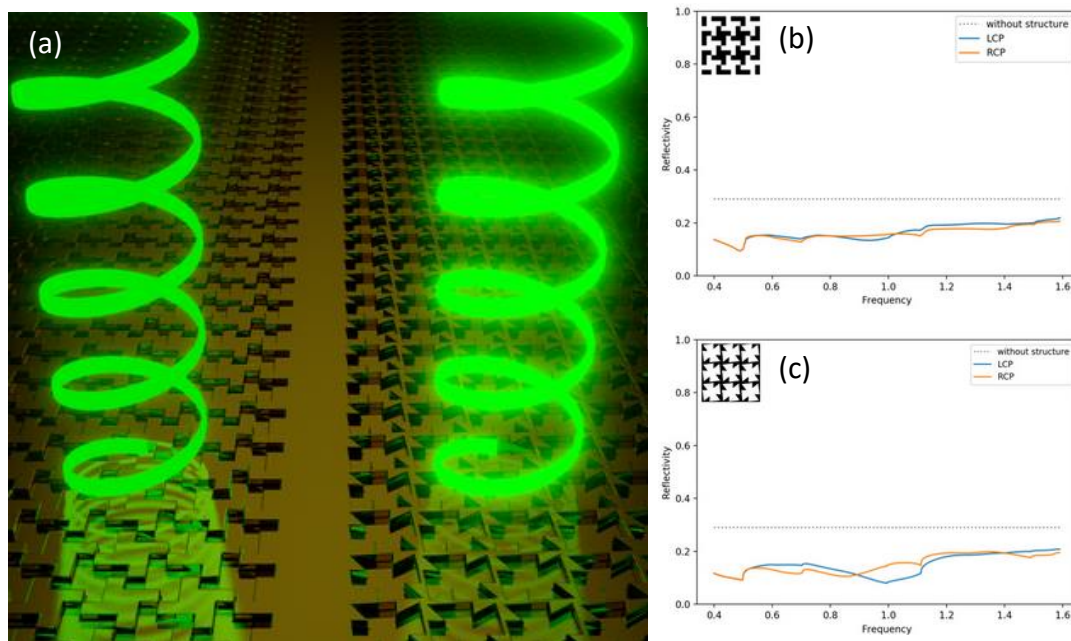 (a)
(b)
without structure
LCP
RCP
1.0
0.8
0.6
0.4
0.2
0.0
Reflectivity
0.4 0.6 0.8 1.0 1.2 1.4 1.6
Frequency
(c)
without structure
LCP
RCP
1.0
0.8
0.6
0.4
0.2
0.0
Reflectivity
0.4 0.6 0.8 1.0 1.2 1.4 1.6
Frequency